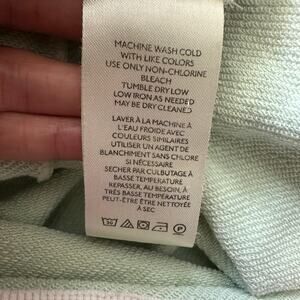 MACHINE WASH COLD
WITH LIKE COLORS
USE ONLY NON-CHLORINE
BLEACH
TUMBLE DRY LOW
LOW IRON AS NEEDED
MAY BE DRY CLEANED
LAVER À LA MACHINE À
L'EAU FROIDE AVEC
COULEURS SIMILAIRES
UTILISER UN AGENT DE
BLANCHIMENT SANS CHLORE
SI NÉCESSAIRE
SECHER PAR CULBUTAGE À
BASSE TEMPÉRATURE
REPASSER, AU BESOIN, À
TRÈS BASSE TEMPÉRATURE
PEUT-ÊTRE ÊTRE NETTOYÉE
À SEC
30 P